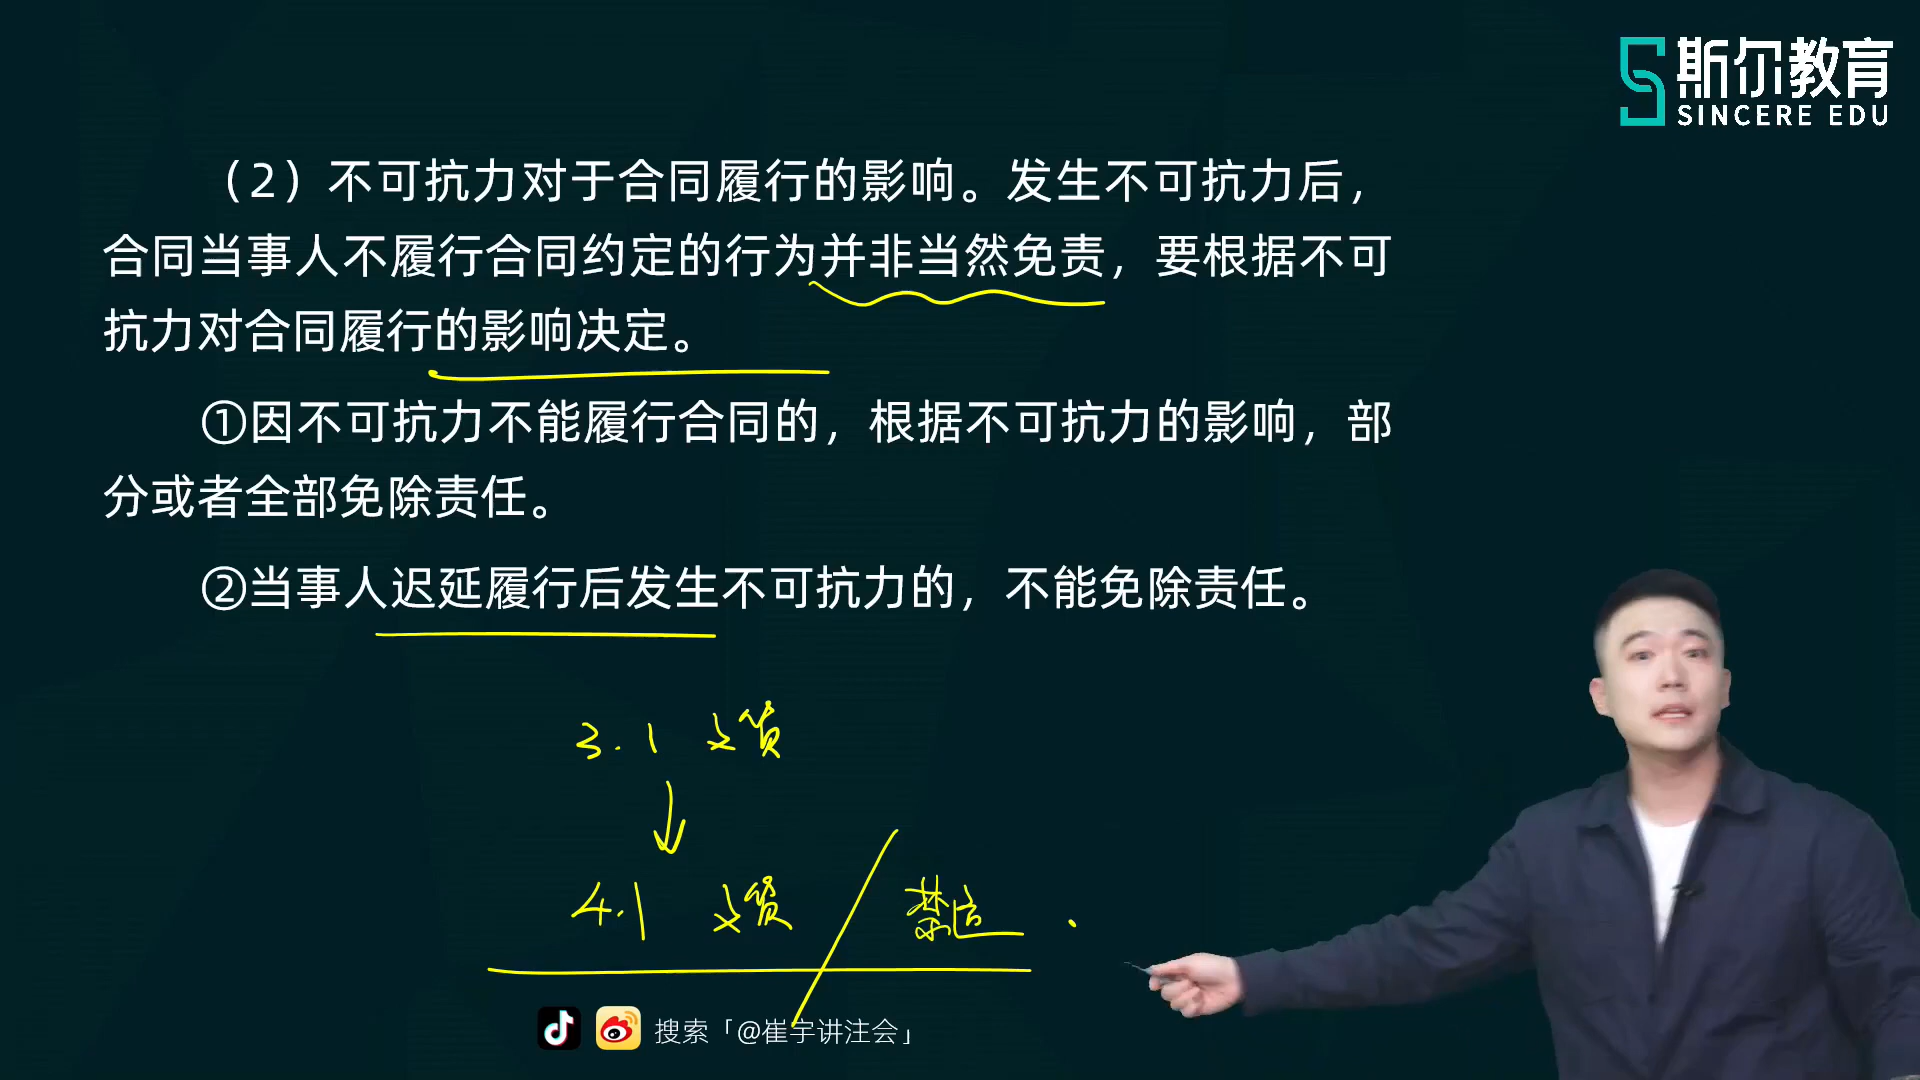 斯尔教育
SINCERE EDU
（2）不可抗力对于合同履行的影响。发生不可抗力后，
合同当事人不履行合同约定的行为并非当然免责，要根据不可
抗力对合同履行的影响决定。
①因不可抗力不能履行合同的，根据不可抗力的影响，部
分或者全部免除责任。
②当事人迟延履行后发生不可抗力的，不能免除责任。
3.1 交货
4.1 交货
搜索「@崔宇讲注会」